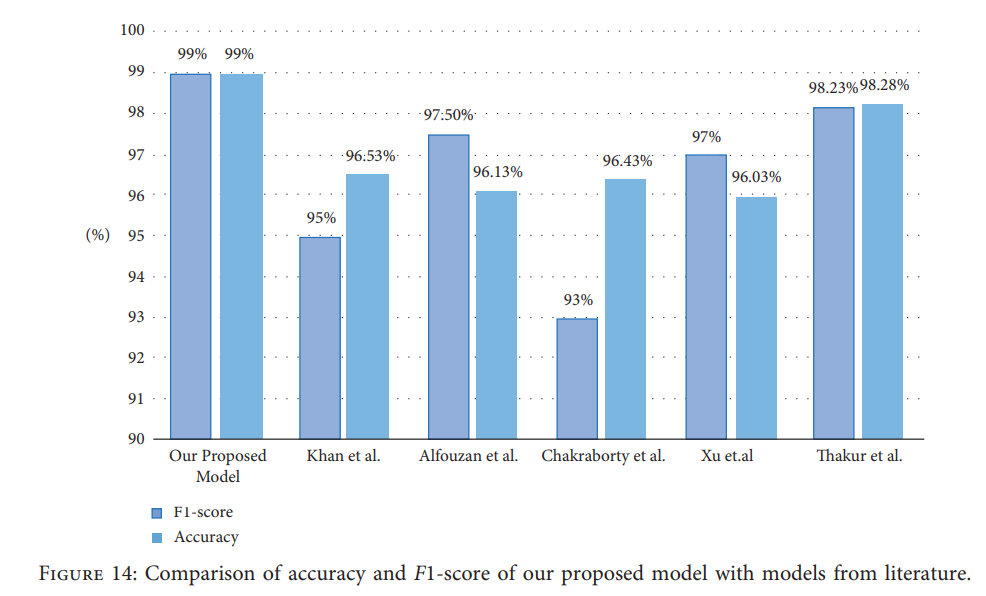 100
99
98
97
96
95
94
93
92
91
90
(%)
99% 99%
95% 96.53%
97.50% 96.13%
93% 96.43%
97% 96.03%
98.23% 98.28%
Our Proposed
Model
Khan et al.
Alfouzan et al.
Chakraborty et al.
Xu et.al
Thakur et al.
F1-score
Accuracy
Figure 14: Comparison of accuracy and F1-score of our proposed model with models from literature.